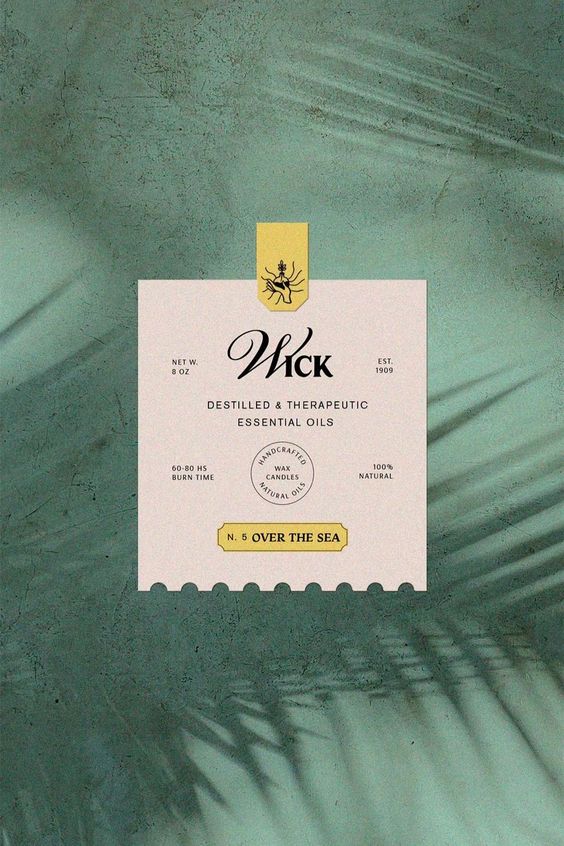 Wick
NET W.
8 OZ
EST.
1909
DESTILLED & THERAPEUTIC
ESSENTIAL OILS
60-80 HS
BURN TIME
HANDCRAFTED
WAX
CANDLES
NATURAL OILS
100%
NATURAL
N. 5 OVER THE SEA